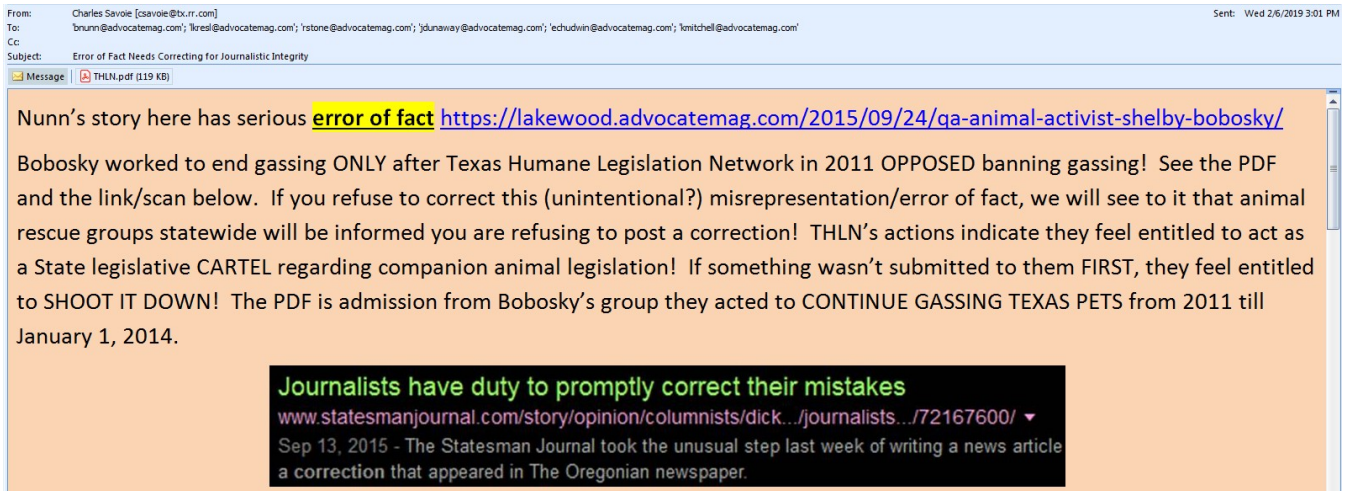 From: Charles Savoie [csavoie@tx.rr.com] Sent: Wed 2/6/2019 3:01 PM
To: 'bnunn@advocatemag.com'; 'lkresl@advocatemag.com'; 'rstone@advocatemag.com'; 'jdunaway@advocatemag.com'; 'echudwin@advocatemag.com'; 'kmitchell@advocatemag.com'
Cc:
Subject: Error of Fact Needs Correcting for Journalistic Integrity
Message THLN.pdf (119 KB)
Nunn's story here has serious error of fact https://lakewood.advocatemag.com/2015/09/24/qa-animal-activist-shelby-bobosky/
Bobosky worked to end gassing ONLY after Texas Humane Legislation Network in 2011 OPPOSED banning gassing! See the PDF
and the link/scan below. If you refuse to correct this (unintentional?) misrepresentation/error of fact, we will see to it that animal
rescue groups statewide will be informed you are refusing to post a correction! THLN's actions indicate they feel entitled to act as
a State legislative CARTEL regarding companion animal legislation! If something wasn't submitted to them FIRST, they feel entitled
to SHOOT IT DOWN! The PDF is admission from Bobosky's group they acted to CONTINUE GASSING TEXAS PETS from 2011 till
January 1, 2014.
Journalists have duty to promptly correct their mistakes
www.statesmanjournal.com/story/opinion/columnists/dick.../journalists.../72167600/
Sep 13, 2015 - The Statesman Journal took the unusual step last week of writing a news article
a correction that appeared in The Oregonian newspaper.